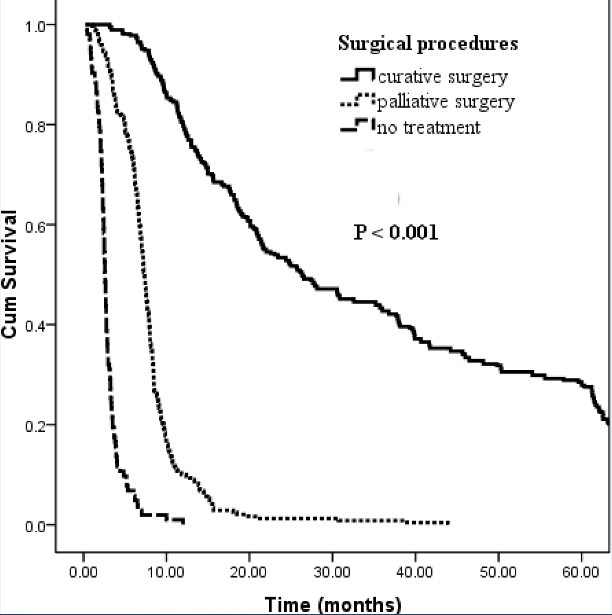 Surgical procedures
curative surgery
palliative surgery
no treatment
P < 0.001
Cum Survival
1.0
0.8
0.6
0.4
0.2
0.0
0.00 10.00 20.00 30.00 40.00 50.00 60.00
Time (months)